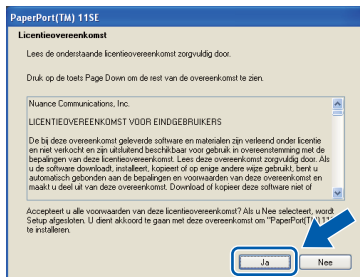 PaperPort(TM) 11SE
Licentieovereenkomst
Lees de onderstaande licentieovereenkomst zorgvuldig door.
Druk op de toets Page Down om de rest van de overeenkomst te zien.
Nuance Communications, Inc.
LICENTIEOVEREENKOMST VOOR EINDGEBRUIKERS
De bij deze overeenkomst geleverde software en materialen zijn verleend onder licentie
en niet verkocht en zijn uitsluitend beschikbaar voor gebruik in overeenstemming met de
bepalingen van deze licentieovereenkomst. Lees deze overeenkomst zorgvuldig door. Als
u de software downloadt, installeert, kopieert of op enige andere wijze gebruikt, bent u
automatisch gebonden aan de bepalingen en voorwaarden van deze overeenkomst en
maakt u deel uit van deze overeenkomst. Download of kopieer deze software niet of
Accepteert u alle voorwaarden van deze licentieovereenkomst? Als u Nee selecteert, wordt
Setup afgesloten. U dient akkoord te gaan met deze overeenkomst om "PaperPort(TM) 11
te installeren.
Ja
Nee